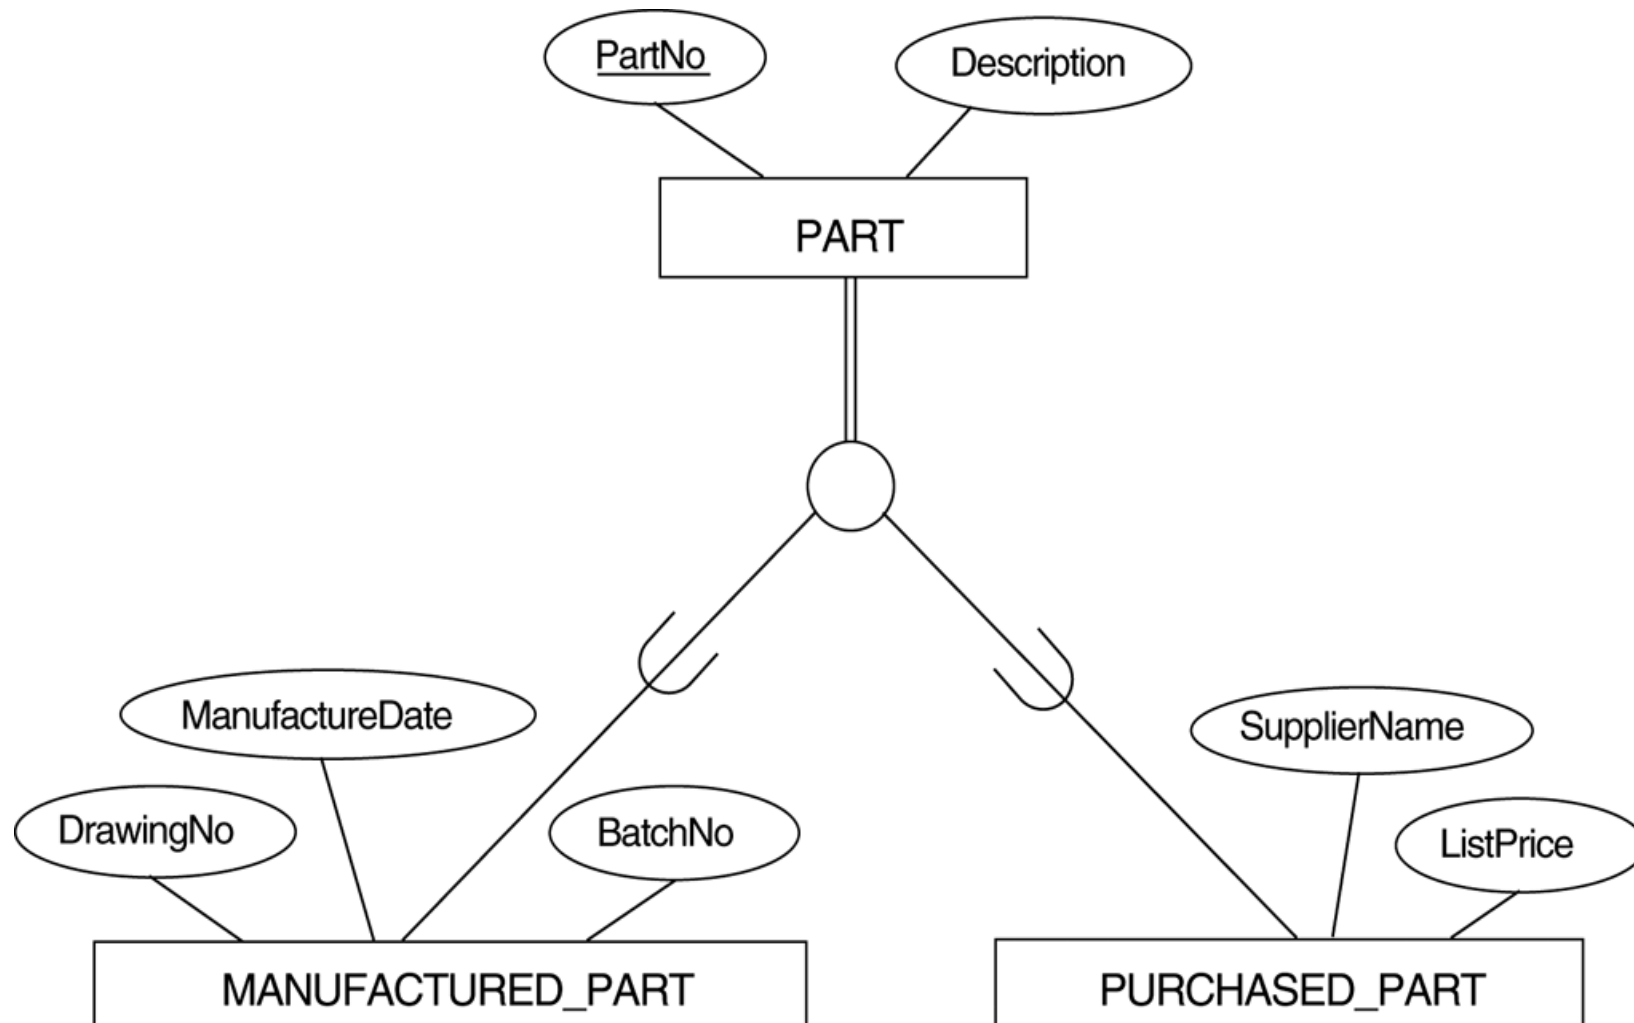 PartNo
Description
PART
ManufactureDate
SupplierName
DrawingNo
BatchNo
ListPrice
MANUFACTURED_PART
PURCHASED_PART